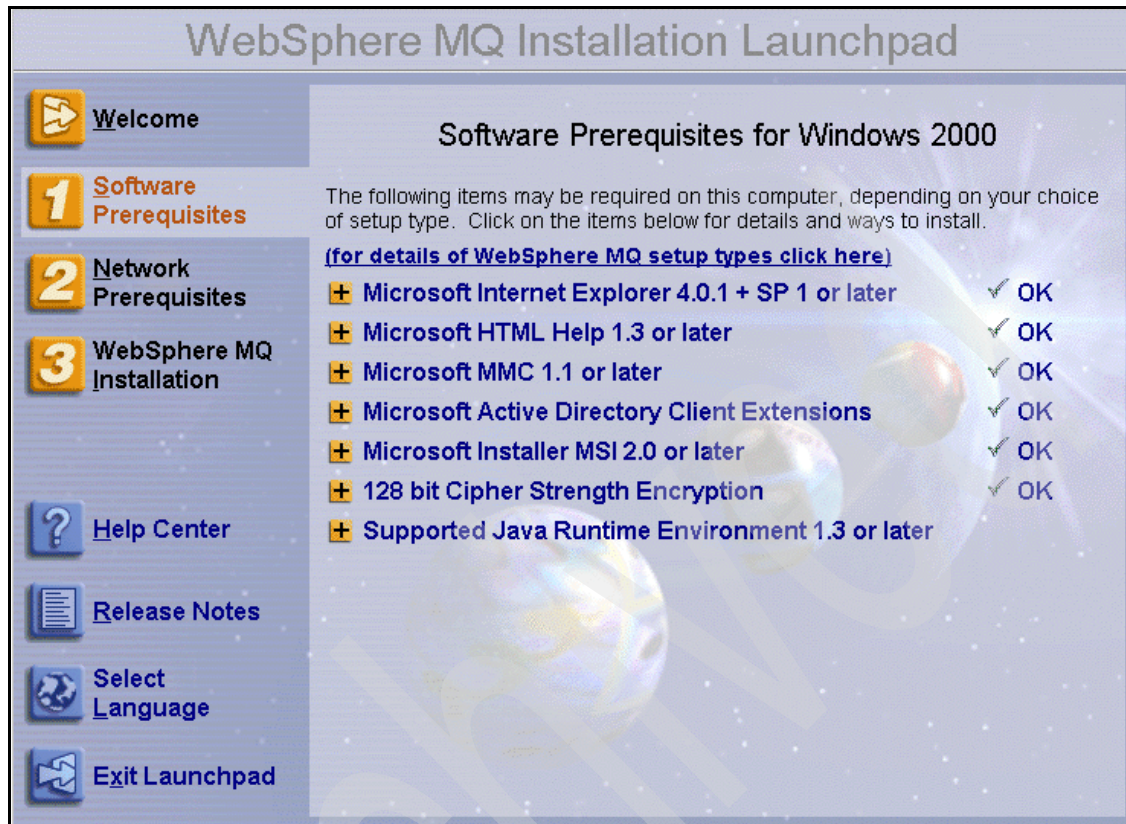 WebSphere MQ Installation Launchpad
Welcome
1 Software
Prerequisites
2 Network
Prerequisites
3 WebSphere MQ
Installation
? Help Center
Release Notes
Select
Language
Exit Launchpad
Software Prerequisites for Windows 2000
The following items may be required on this computer, depending on your choice
of setup type. Click on the items below for details and ways to install.
(for details of WebSphere MQ setup types click here)
+ Microsoft Internet Explorer 4.0.1 + SP 1 or later ✓ OK
+ Microsoft HTML Help 1.3 or later ✓ OK
+ Microsoft MMC 1.1 or later ✓ OK
+ Microsoft Active Directory Client Extensions ✓ OK
+ Microsoft Installer MSI 2.0 or later ✓ OK
+ 128 bit Cipher Strength Encryption ✓ OK
+ Supported Java Runtime Environment 1.3 or later